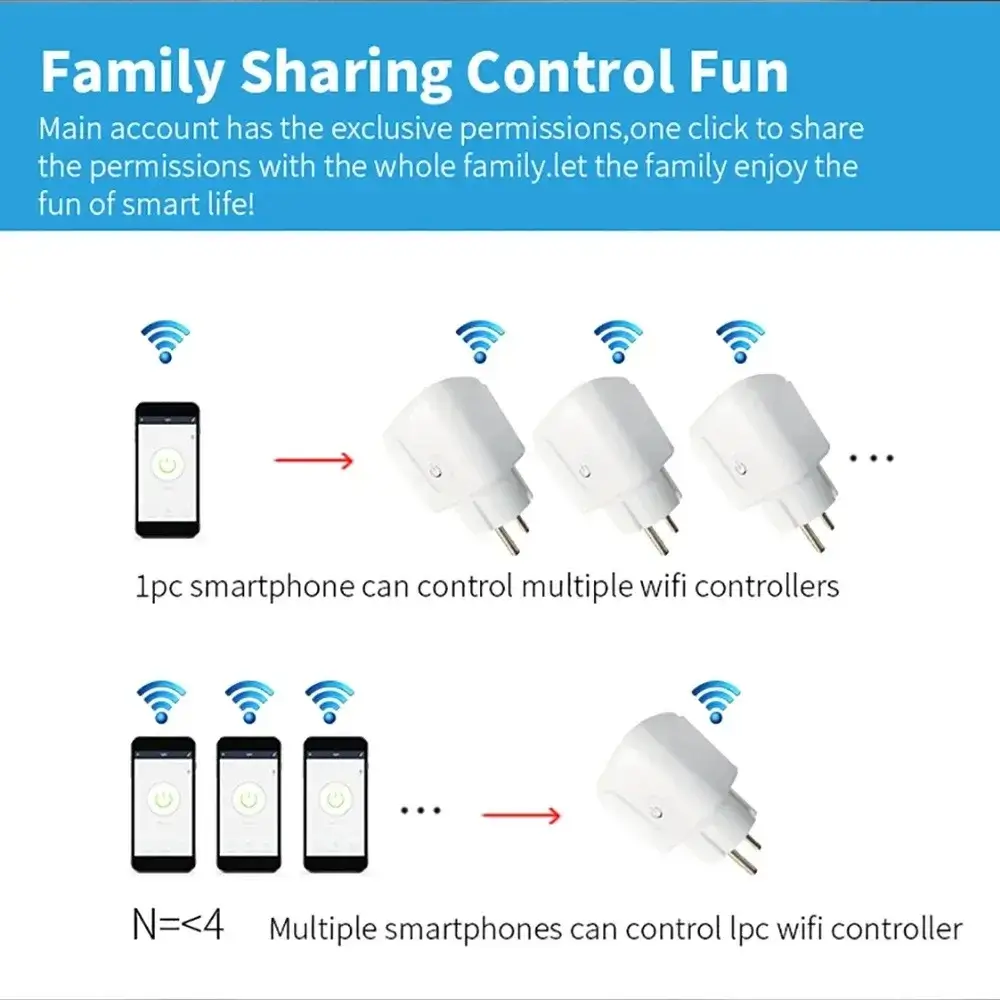 Family Sharing Control Fun
Main account has the exclusive permissions,one click to share
the permissions with the whole family.let the family enjoy the
fun of smart life!
1pc smartphone can control multiple wifi controllers
N=<4
Multiple smartphones can control lpc wifi controller